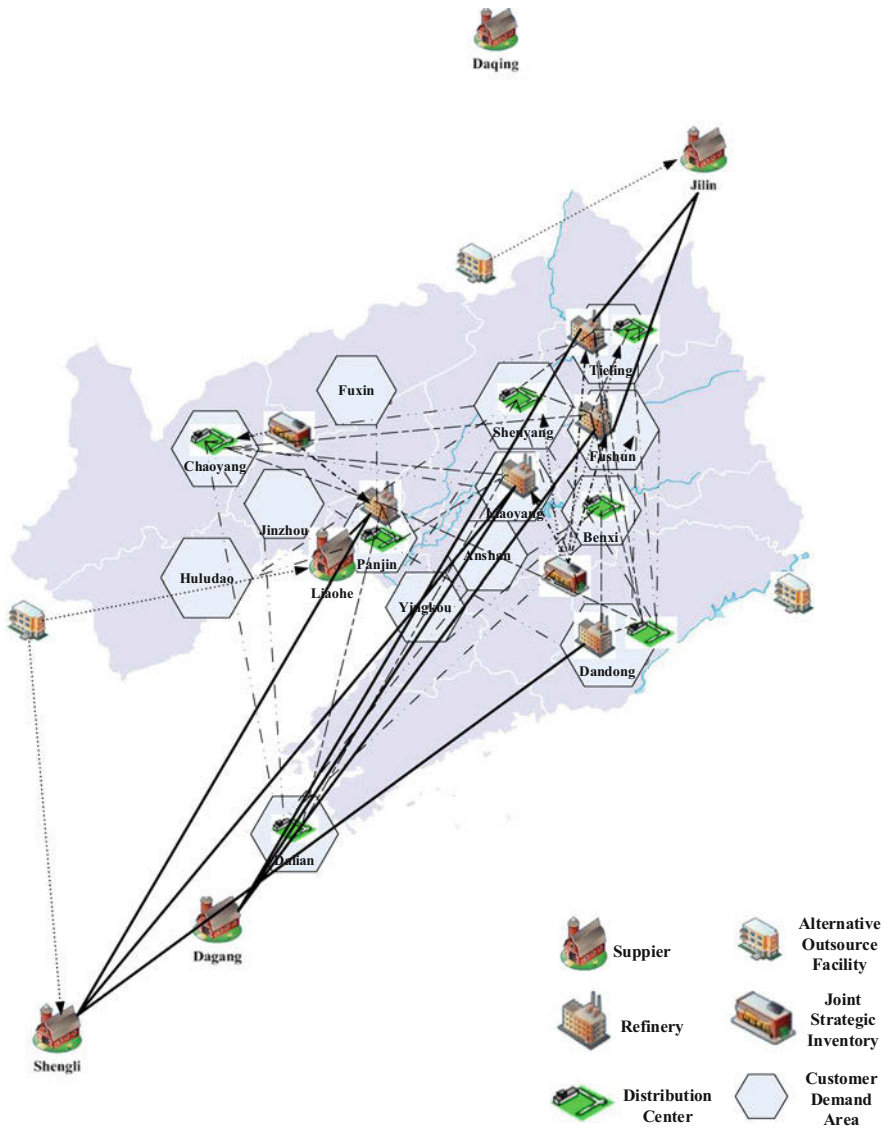 Daqing
Jilin
Tieling
Fuxin
Shenyang
Fushun
Chaoyang
Liaoyang
Jinzhou
Benxi
Anshan
Panjin
Huludao
Liaohe
Yingkou
Dandong
Dalian
Dagang
Shengli
Suppier
Alternative
Outsource
Facility
Refinery
Joint
Strategic
Inventory
Distribution
Center
Customer
Demand
Area